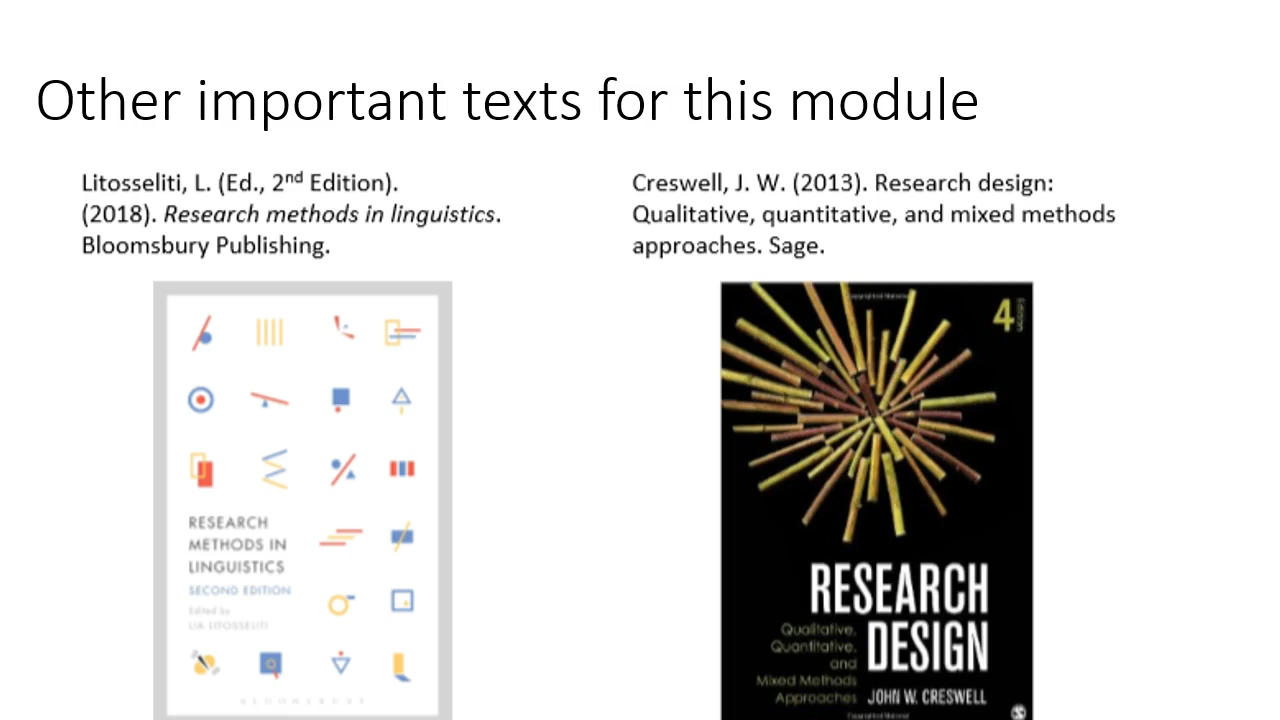 Other important texts for this module
Litosseliti, L. (Ed., 2nd Edition).
(2018). Research methods in linguistics.
Bloomsbury Publishing.
Creswell, J. W. (2013). Research design:
Qualitative, quantitative, and mixed methods
approaches. Sage.
RESEARCH
METHODS IN
LINGUISTICS
SECOND EDITION
Edited by
LIA LITOSSELITI
BLOOMSBURY
4
EDITION
RESEARCH
DESIGN
Qualitative,
Quantitative,
and
Mixed Methods
Approaches
JOHN W. CRESWELL